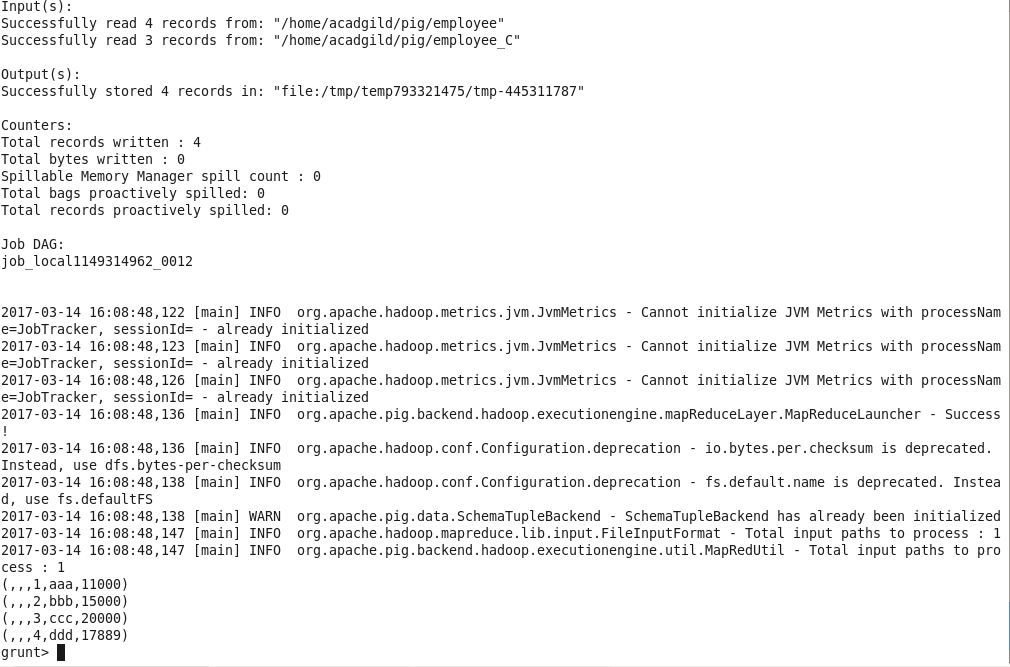 Input(s):
Successfully read 4 records from: "/home/acadgild/pig/employee"
Successfully read 3 records from: "/home/acadgild/pig/employee_C"
Output(s):
Successfully stored 4 records in: "file:/tmp/temp793321475/tmp-445311787"
Counters:
Total records written : 4
Total bytes written : 0
Spillable Memory Manager spill count : 0
Total bags proactively spilled: 0
Total records proactively spilled: 0
Job DAG:
job_local1149314962_0012
2017-03-14 16:08:48,122 [main] INFO  org.apache.hadoop.metrics.jvm.JvmMetrics - Cannot initialize JVM Metrics with processNam
e=JobTracker, sessionId= - already initialized
2017-03-14 16:08:48,123 [main] INFO  org.apache.hadoop.metrics.jvm.JvmMetrics - Cannot initialize JVM Metrics with processNam
e=JobTracker, sessionId= - already initialized
2017-03-14 16:08:48,126 [main] INFO  org.apache.hadoop.metrics.jvm.JvmMetrics - Cannot initialize JVM Metrics with processNam
e=JobTracker, sessionId= - already initialized
2017-03-14 16:08:48,136 [main] INFO  org.apache.pig.backend.hadoop.executionengine.mapReduceLayer.MapReduceLauncher - Success
!
2017-03-14 16:08:48,136 [main] INFO  org.apache.hadoop.conf.Configuration.deprecation - io.bytes.per.checksum is deprecated.
Instead, use dfs.bytes-per-checksum
2017-03-14 16:08:48,138 [main] INFO  org.apache.hadoop.conf.Configuration.deprecation - fs.default.name is deprecated. Instea
d, use fs.defaultFS
2017-03-14 16:08:48,138 [main] WARN  org.apache.pig.data.SchemaTupleBackend - SchemaTupleBackend has already been initialized
2017-03-14 16:08:48,147 [main] INFO  org.apache.hadoop.mapreduce.lib.input.FileInputFormat - Total input paths to process : 1
2017-03-14 16:08:48,147 [main] INFO  org.apache.pig.backend.hadoop.executionengine.util.MapRedUtil - Total input paths to pro
cess : 1
(,,,1,aaa,11000)
(,,,2,bbb,15000)
(,,,3,ccc,20000)
(,,,4,ddd,17889)
grunt>